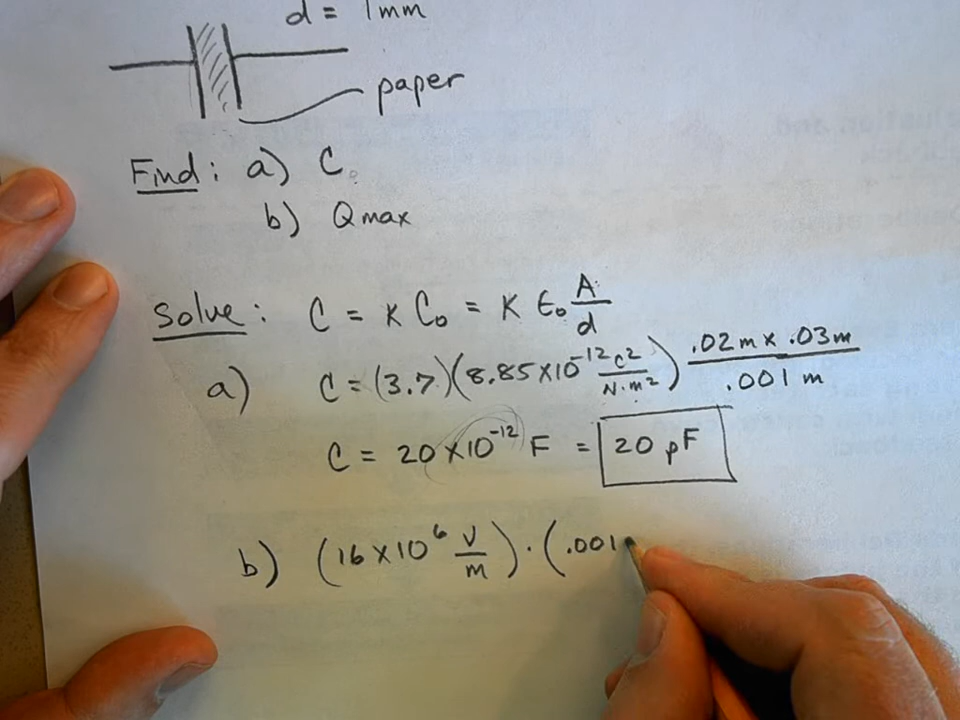 d = 1mm
paper
Find: a) C
b) Qmax
Solve: C = K C₀ = K ϵ₀ A/d
a) C = (3.7)(8.85×10⁻¹² C²/N·m²) .02m x .03m/.001 m
C = 20 ×10⁻¹² F = 20 pF
b) (16 ×10⁶ V/m) · (.001